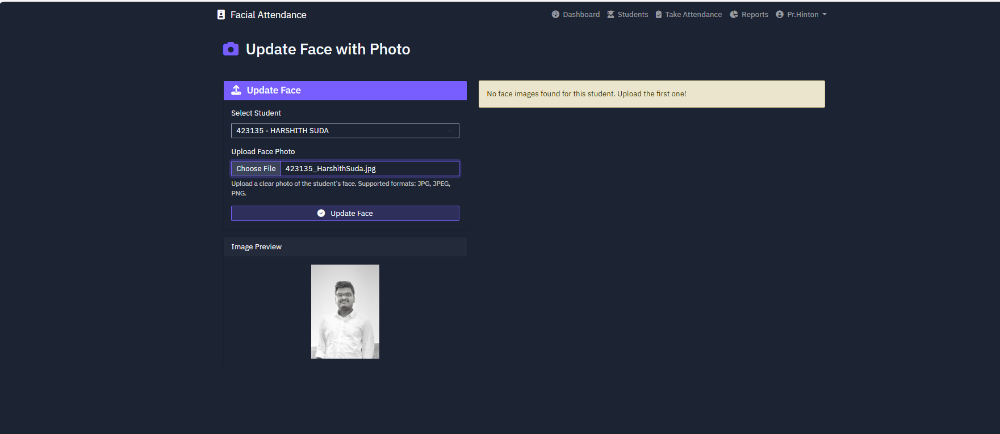 Facial Attendance
Dashboard Students Take Attendance Reports Pr.Hinton
Update Face with Photo
Update Face
Select Student
423135 - HARSHITH SUDA
Upload Face Photo
Choose File 423135_HarshithSuda.jpg
Upload a clear photo of the student's face. Supported formats: JPG, JPEG,
PNG.
Update Face
Image Preview
No face images found for this student. Upload the first one!